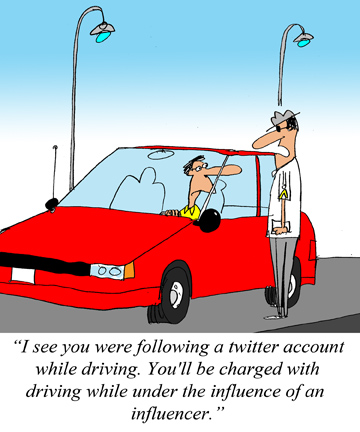 “I see you were following a twitter account
while driving. You'll be charged with
driving while under the influence of an
influencer.”